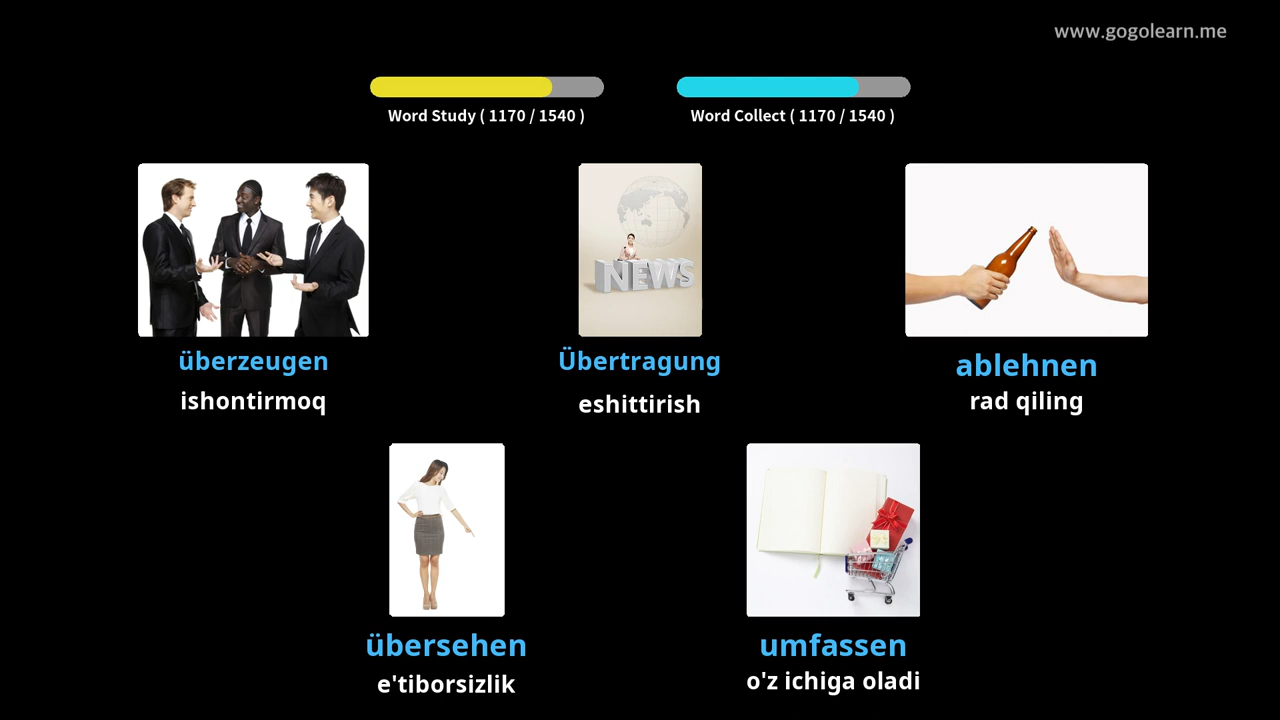 www.gogolearn.me
Word Study ( 1170 / 1540 )
Word Collect ( 1170 / 1540 )
NEWS
überzeugen
ishontirmoq
Übertragung
eshittirish
ablehnen
rad qiling
übersehen
e'tiborsizlik
umfassen
o'z ichiga oladi